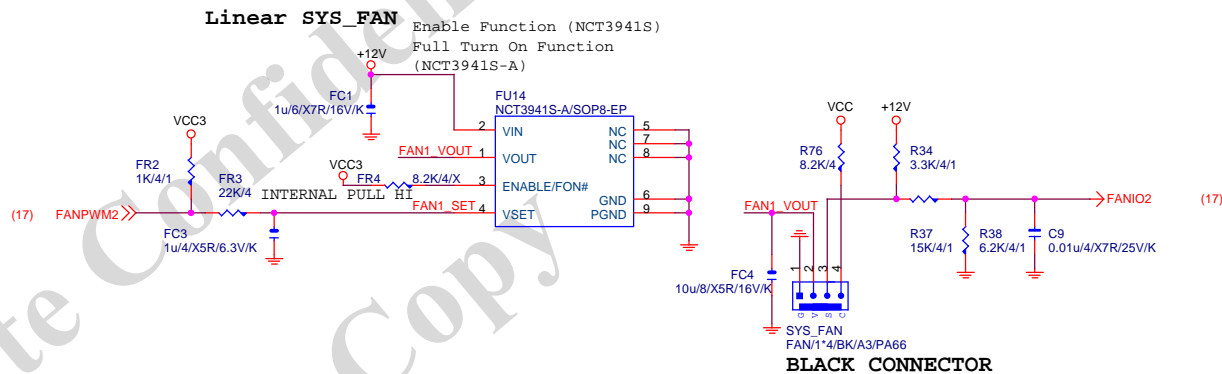 Linear SYS_FAN
Enable Function (NCT3941S)
Full Turn On Function
(NCT3941S-A)
+12V
FC1
1u/6/X7R/16V/K
FU14
NCT3941S-A/SOP8-EP
2 VIN
1 VOUT
3 ENABLE/FON#
4 VSET
NC 5
NC 7
NC 8
GND 6
PGND 9
FAN1_VOUT
VCC3
FR4
8.2K/4/X
INTERNAL PULL HI
FAN1_SET
VCC3
FR2
1K/4/1
FR3
22K/4
(17) FANPWM2
FC3
1u/4/X5R/6.3V/K
VCC
+12V
R76
8.2K/4
R34
3.3K/4/1
FANIO2 (17)
FAN1_VOUT
R37
15K/4/1
R38
6.2K/4/1
C9
0.01u/4/X7R/25V/K
FC4
10u/8/X5R/16V/K
1 2 3 4
G V S C
SYS_FAN
FAN/1*4/BK/A3/PA66
BLACK CONNECTOR
te Confident
Copy